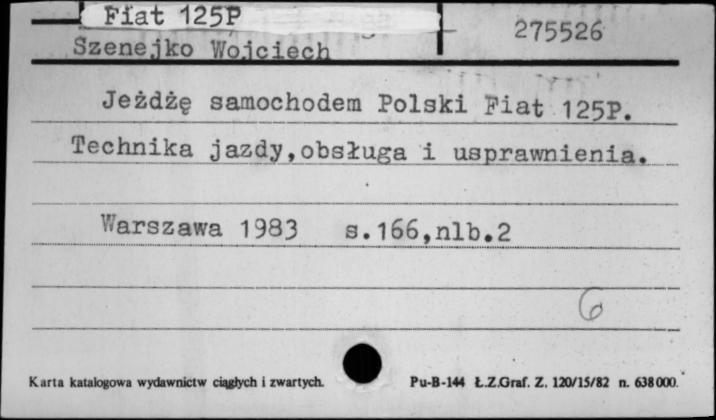 Fiat 125P
275526
Szenejko Wojciech
Jeżdżę samochodem Polski Fiat 125P.
Technika jazdy,obsługa i usprawnienia.
Warszawa 1983 s.166,nlb.2
6
Karta katalogowa wydawnictw ciągłych i zwartych. Pu-B-144 Ł.Z.Graf. Z. 120/15/82 n. 638000.